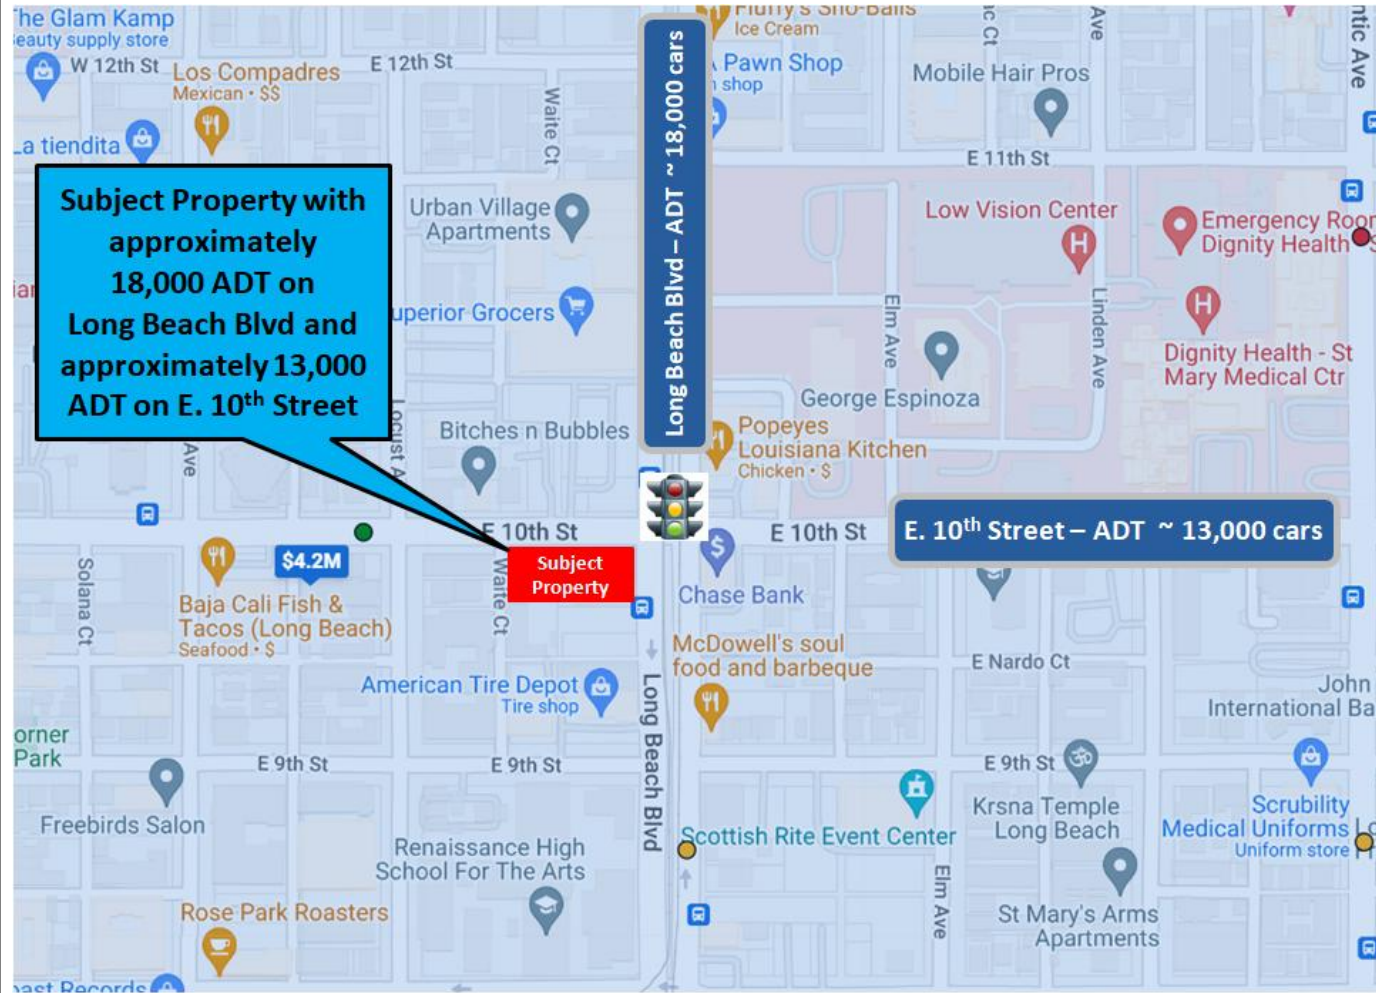 The Glam Kamp
Beauty supply store
W 12th St
Los Compadres
Mexican • $$
E 12th St
La tiendita
Waite Ct
Fluffy's Sno-Balls
Ice Cream
Pawn Shop
shop
Mobile Hair Pros
Ave
E 11th St
Long Beach Blvd – ADT ~ 18,000 cars
Subject Property with
approximately
18,000 ADT on
Long Beach Blvd and
approximately 13,000
ADT on E. 10th Street
Urban Village
Apartments
Superior Grocers
Low Vision Center
Emergency Room
Dignity Health
Elm Ave
Linden Ave
Dignity Health - St
Mary Medical Ctr
George Espinoza
Popeyes
Louisiana Kitchen
Chicken • $
Bitches n Bubbles
Ave
Locust A
E 10th St
E 10th St
E. 10th Street – ADT ~ 13,000 cars
Subject
Property
$4.2M
Solana Ct
Waite Ct
Chase Bank
Baja Cali Fish &
Tacos (Long Beach)
Seafood • $
McDowell's soul
food and barbeque
E Nardo Ct
American Tire Depot
Tire shop
Long Beach Blvd
John
International Ba
orner
Park
E 9th St
E 9th St
E 9th St
Freebirds Salon
Renaissance High
School For The Arts
Scottish Rite Event Center
Krsna Temple
Long Beach
Scrubility
Medical Uniforms
Uniform store
Elm Ave
Rose Park Roasters
St Mary's Arms
Apartments
oast Records